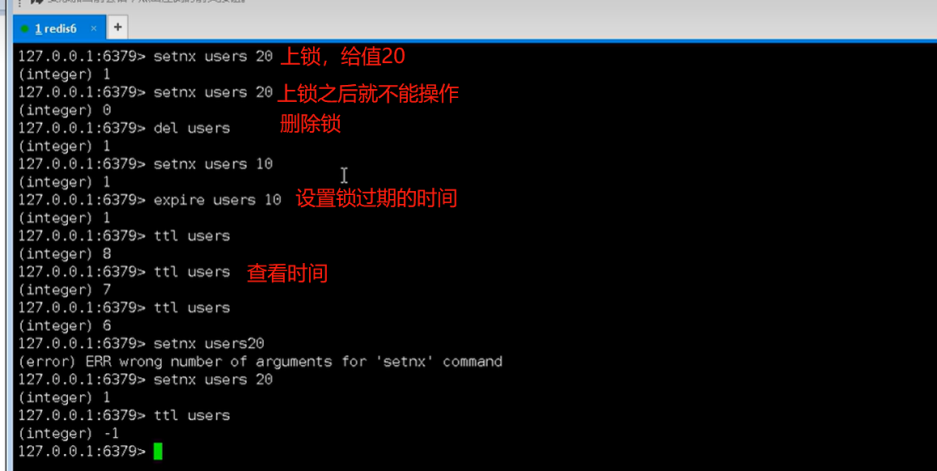 1 redis6 × +
127.0.0.1:6379> setnx users 20 上锁，给值20
(integer) 1
127.0.0.1:6379> setnx users 20 上锁之后就不能操作
(integer) 0
127.0.0.1:6379> del users 删除锁
(integer) 1
127.0.0.1:6379> setnx users 10
(integer) 1
127.0.0.1:6379> expire users 10 设置锁过期的时间
(integer) 1
127.0.0.1:6379> ttl users
(integer) 8
127.0.0.1:6379> ttl users 查看时间
(integer) 7
127.0.0.1:6379> ttl users
(integer) 6
127.0.0.1:6379> setnx users20
(error) ERR wrong number of arguments for 'setnx' command
127.0.0.1:6379> setnx users 20
(integer) 1
127.0.0.1:6379> ttl users
(integer) -1
127.0.0.1:6379>